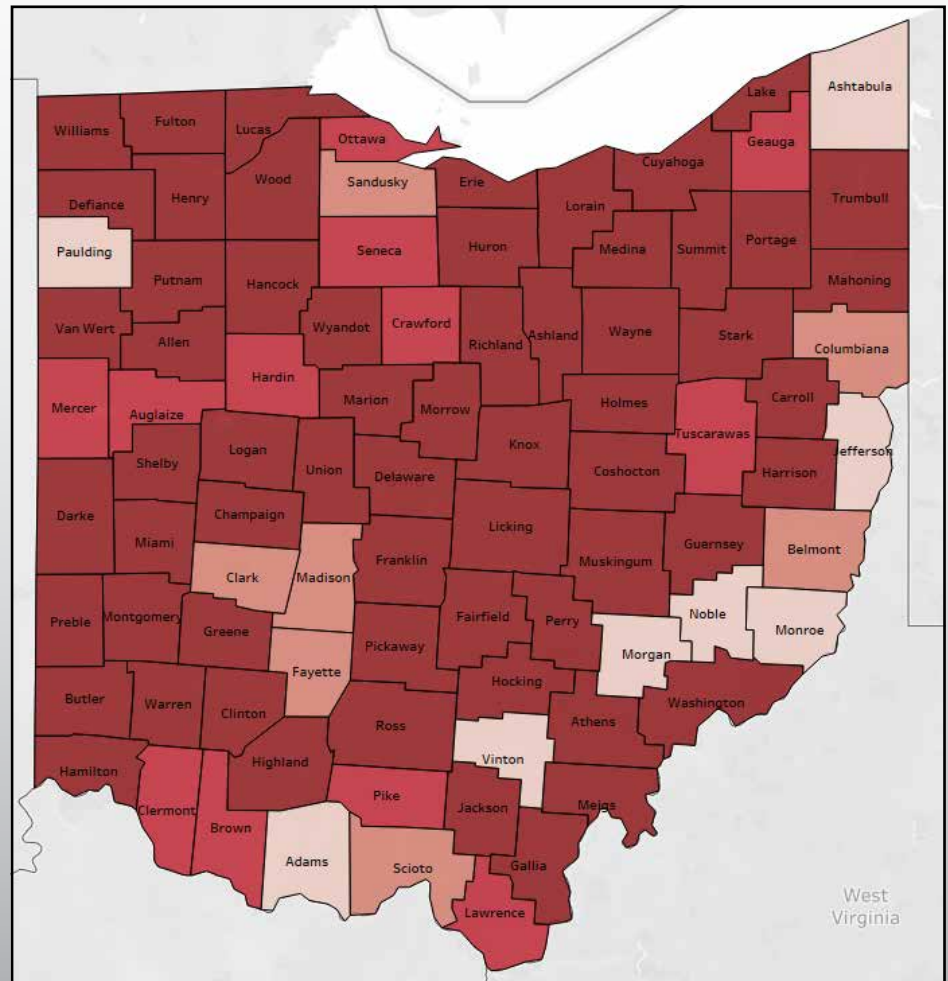 Ashtabula
Lake
Geauga
Cuyahoga
Williams
Fulton
Lucas
Ottawa
Wood
Sandusky
Erie
Lorain
Trumbull
Defiance
Henry
Medina
Summit
Portage
Paulding
Seneca
Huron
Putnam
Hancock
Mahoning
Van Wert
Allen
Wyandot
Crawford
Richland
Ashland
Wayne
Stark
Columbiana
Hardin
Mercer
Auglaize
Marion
Morrow
Holmes
Carroll
Tuscarawas
Jefferson
Shelby
Logan
Union
Knox
Delaware
Coshocton
Harrison
Darke
Champaign
Licking
Miami
Franklin
Muskingum
Guernsey
Belmont
Clark
Madison
Preble
Montgomery
Greene
Fairfield
Perry
Noble
Monroe
Pickaway
Morgan
Fayette
Hocking
Butler
Warren
Clinton
Ross
Athens
Washington
Hamilton
Highland
Vinton
Clermont
Brown
Pike
Jackson
Meigs
Adams
Scioto
Gallia
Lawrence
West
Virginia